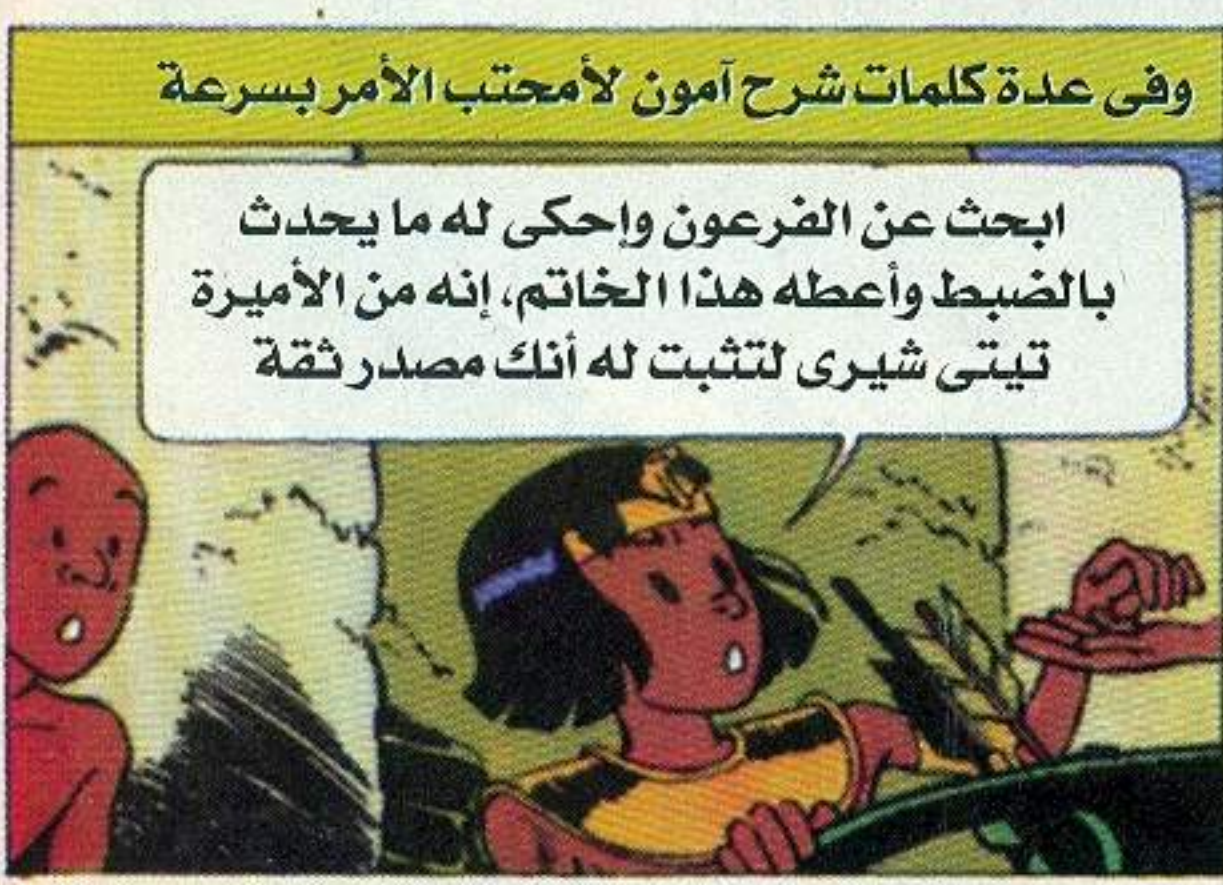 وفى عدة كلمات شرح آمون لأمحتب الأمر بسرعة
ابحث عن الفرعون وإحكى له ما يحدث
بالضبط وأعطه هذا الخاتم، إنه من الأميرة
تيتى شيرى لتثبت له أنك مصدر ثقة